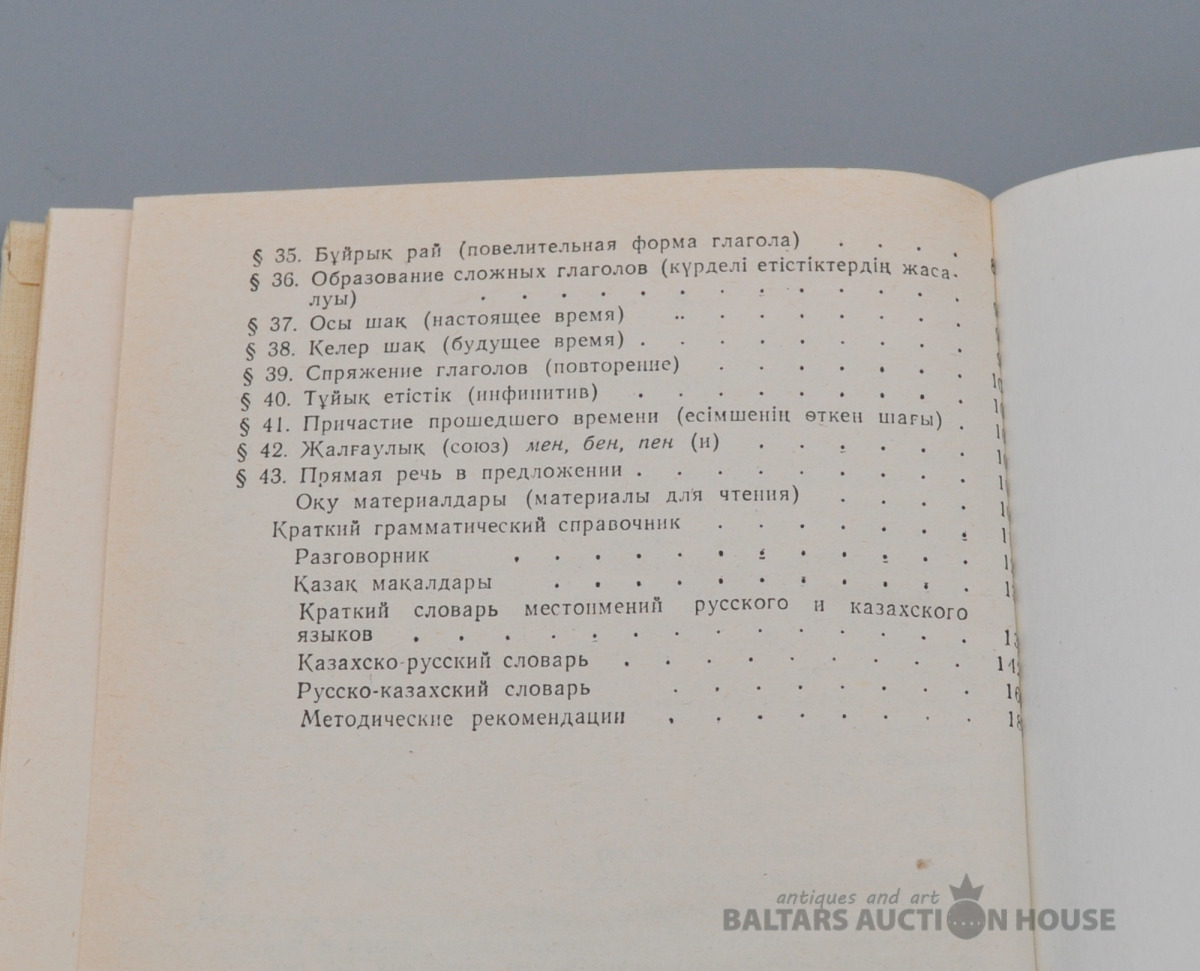 § 35. Бұйрық рай (повелительная форма глагола) . . . .
§ 36. Образование сложных глаголов (күрделі етістіктердің жаса-
луы) . . . . . . . . . . . . .
§ 37. Осы шақ (настоящее время) . . . . . . . .
§ 38. Келер шақ (будущее время) . . . . . . . . .
§ 39. Спряжение глаголов (повторение) . . . . . . .
§ 40. Тұйық етістік (инфинитив) . . . . . . . . .
§ 41. Причастие прошедшего времени (есімшенің өткен шағы) .
§ 42. Жалғаулық (союз) мен, бен, пен (и) . . . . . .
§ 43. Прямая речь в предложении . . . . . . . . .
Оқу материалдары (материалы для чтения) . . . .
Краткий грамматический справочник . . . . . . .
Разговорник . . . . . . . . . . . .
Қазақ мақалдары . . . . . . . . . . .
Краткий словарь местоимений русского и казахского
языков . . . . . . . . . . . . . .
Казахско-русский словарь . . . . . . . . .
Русско-казахский словарь . . . . . . . .
Методические рекомендации . . . . . . .
antiques and art
BALTARS AUCTION HOUSE